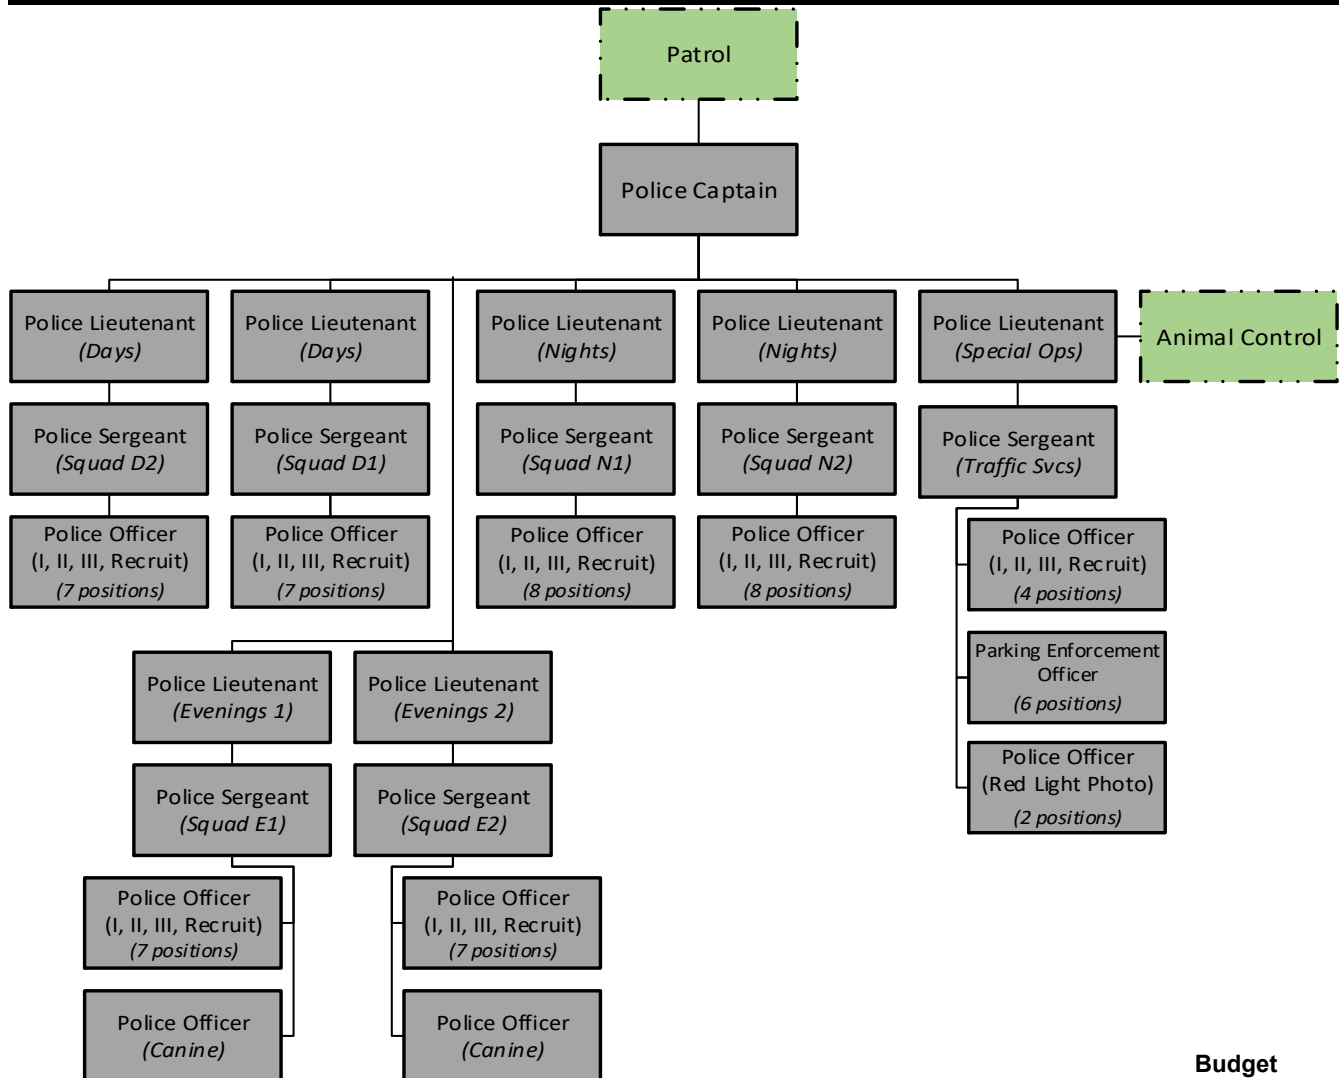 Patrol
Police Captain
Police Lieutenant
(Days)
Police Lieutenant
(Days)
Police Lieutenant
(Nights)
Police Lieutenant
(Nights)
Police Lieutenant
(Special Ops)
Animal Control
Police Sergeant
(Squad D2)
Police Sergeant
(Squad D1)
Police Sergeant
(Squad N1)
Police Sergeant
(Squad N2)
Police Sergeant
(Traffic Svcs)
Police Officer
(I, II, III, Recruit)
(7 positions)
Police Officer
(I, II, III, Recruit)
(7 positions)
Police Officer
(I, II, III, Recruit)
(8 positions)
Police Officer
(I, II, III, Recruit)
(8 positions)
Police Officer
(I, II, III, Recruit)
(4 positions)
Parking Enforcement
Officer
(6 positions)
Police Officer
(Red Light Photo)
(2 positions)
Police Lieutenant
(Evenings 1)
Police Lieutenant
(Evenings 2)
Police Sergeant
(Squad E1)
Police Sergeant
(Squad E2)
Police Officer
(I, II, III, Recruit)
(7 positions)
Police Officer
(I, II, III, Recruit)
(7 positions)
Police Officer
(Canine)
Police Officer
(Canine)
Budget